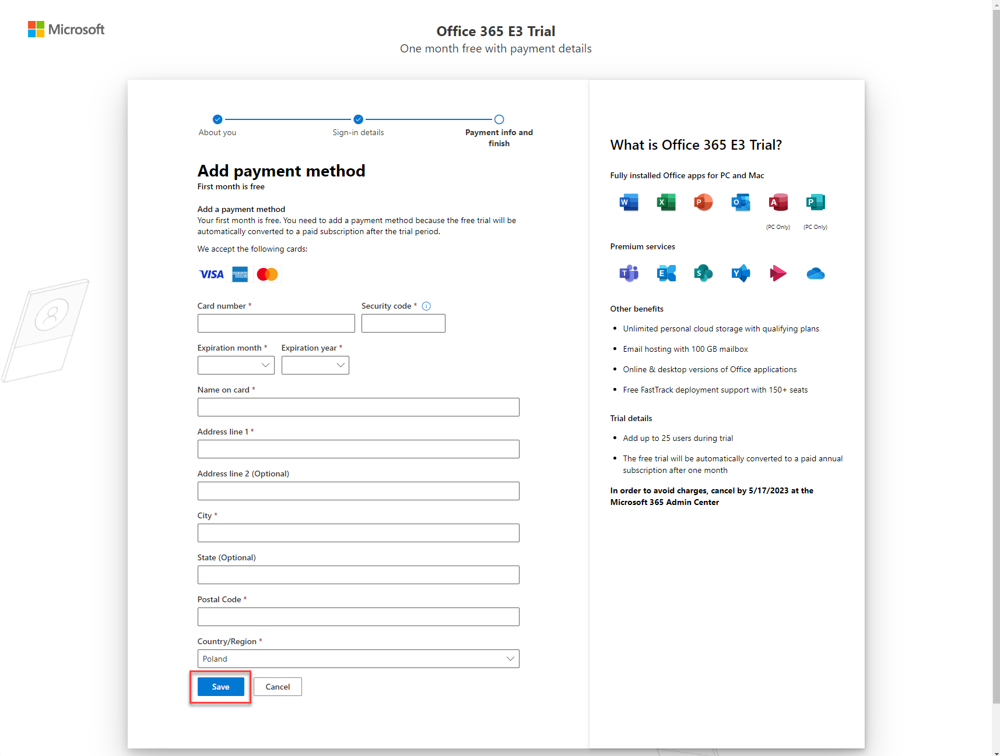 Microsoft
Office 365 E3 Trial
One month free with payment details
About you
Sign-in details
Payment info and
finish
Add payment method
First month is free
Add a payment method
Your first month is free. You need to add a payment method because the free trial will be
automatically converted to a paid subscription after the trial period.
We accept the following cards:
VISA
AMERICAN EXPRESS
Card number *
Security code *
Expiration month *
Expiration year *
Name on card *
Address line 1 *
Address line 2 (Optional)
City *
State (Optional)
Postal Code *
Country/Region *
Poland
Save
Cancel
What is Office 365 E3 Trial?
Fully installed Office apps for PC and Mac
W
X
P
O
A
P
(PC Only)
(PC Only)
Premium services
T
E
S
Y
Other benefits
• Unlimited personal cloud storage with qualifying plans
• Email hosting with 100 GB mailbox
• Online & desktop versions of Office applications
• Free FastTrack deployment support with 150+ seats
Trial details
• Add up to 25 users during trial
• The free trial will be automatically converted to a paid annual
subscription after one month
In order to avoid charges, cancel by 5/17/2023 at the
Microsoft 365 Admin Center